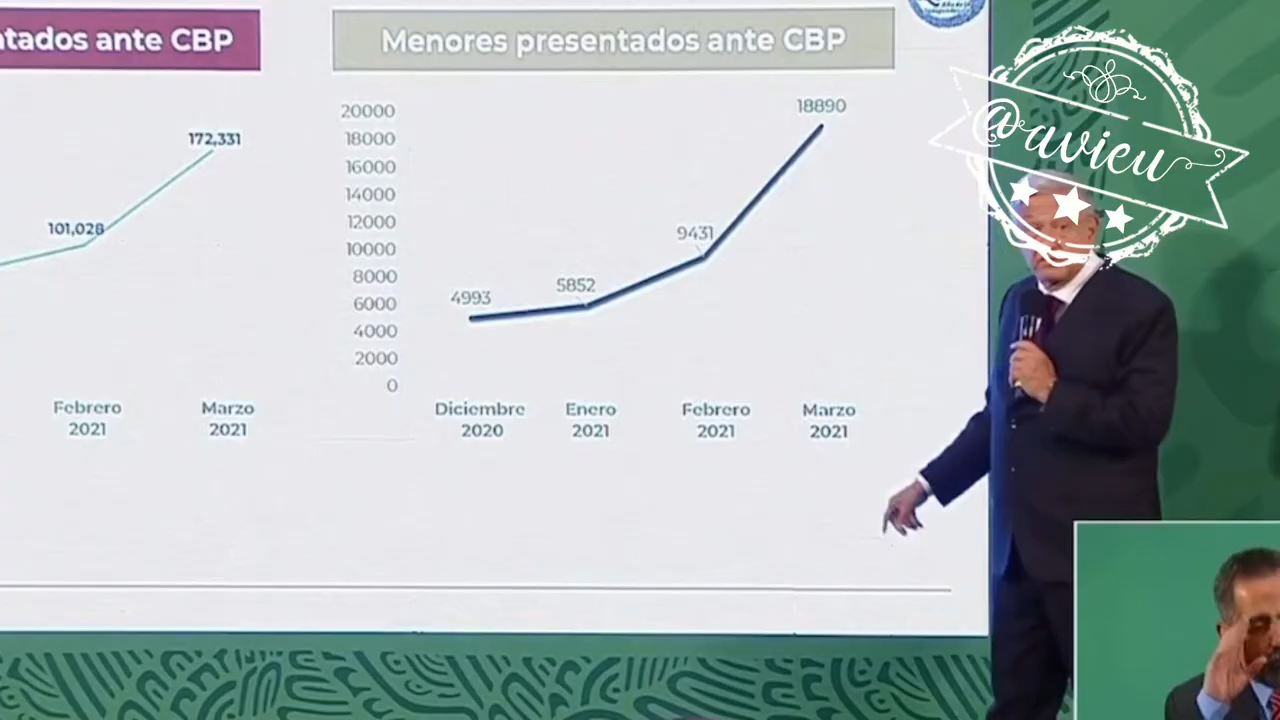 ntados ante CBP
172,331
101,028
Febrero
2021
Marzo
2021
Menores presentados ante CBP
20000
18000
16000
14000
12000
10000
8000
6000
4000
2000
0
4993
5852
9431
18890
Diciembre
2020
Enero
2021
Febrero
2021
Marzo
2021
@avieu